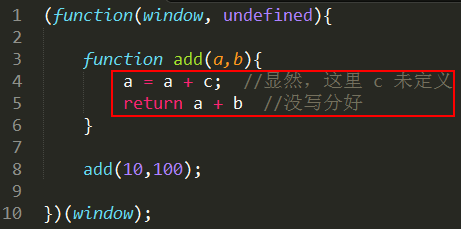 1 (function(window, undefined){
2
3 function add(a,b){
4 a = a + c; //显然，这里 c 未定义
5 return a + b //没写分好
6 }
7
8 add(10,100);
9
10 })(window);